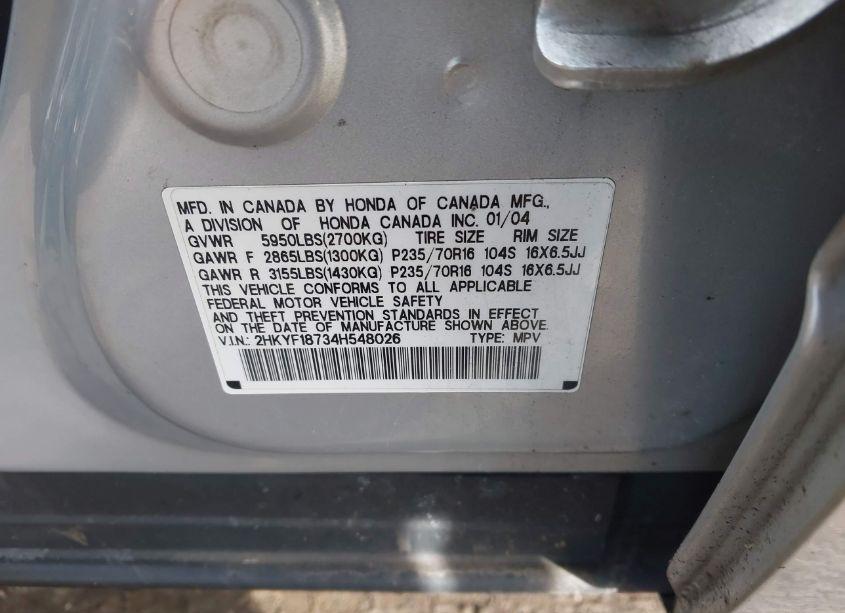 MFD. IN CANADA BY HONDA OF CANADA MFG.,
A DIVISION OF HONDA CANADA INC. 01/04
GVWR 5950LBS(2700KG) TIRE SIZE RIM SIZE
GAWR F 2865LBS(1300KG) P235/70R16 104S 16X6.5JJ
GAWR R 3155LBS(1430KG) P235/70R16 104S 16X6.5JJ
THIS VEHICLE CONFORMS TO ALL APPLICABLE
FEDERAL MOTOR VEHICLE SAFETY
AND THEFT PREVENTION STANDARDS IN EFFECT
ON THE DATE OF MANUFACTURE SHOWN ABOVE.
V.I.N.: 2HKYF18734H548026 TYPE: MPV